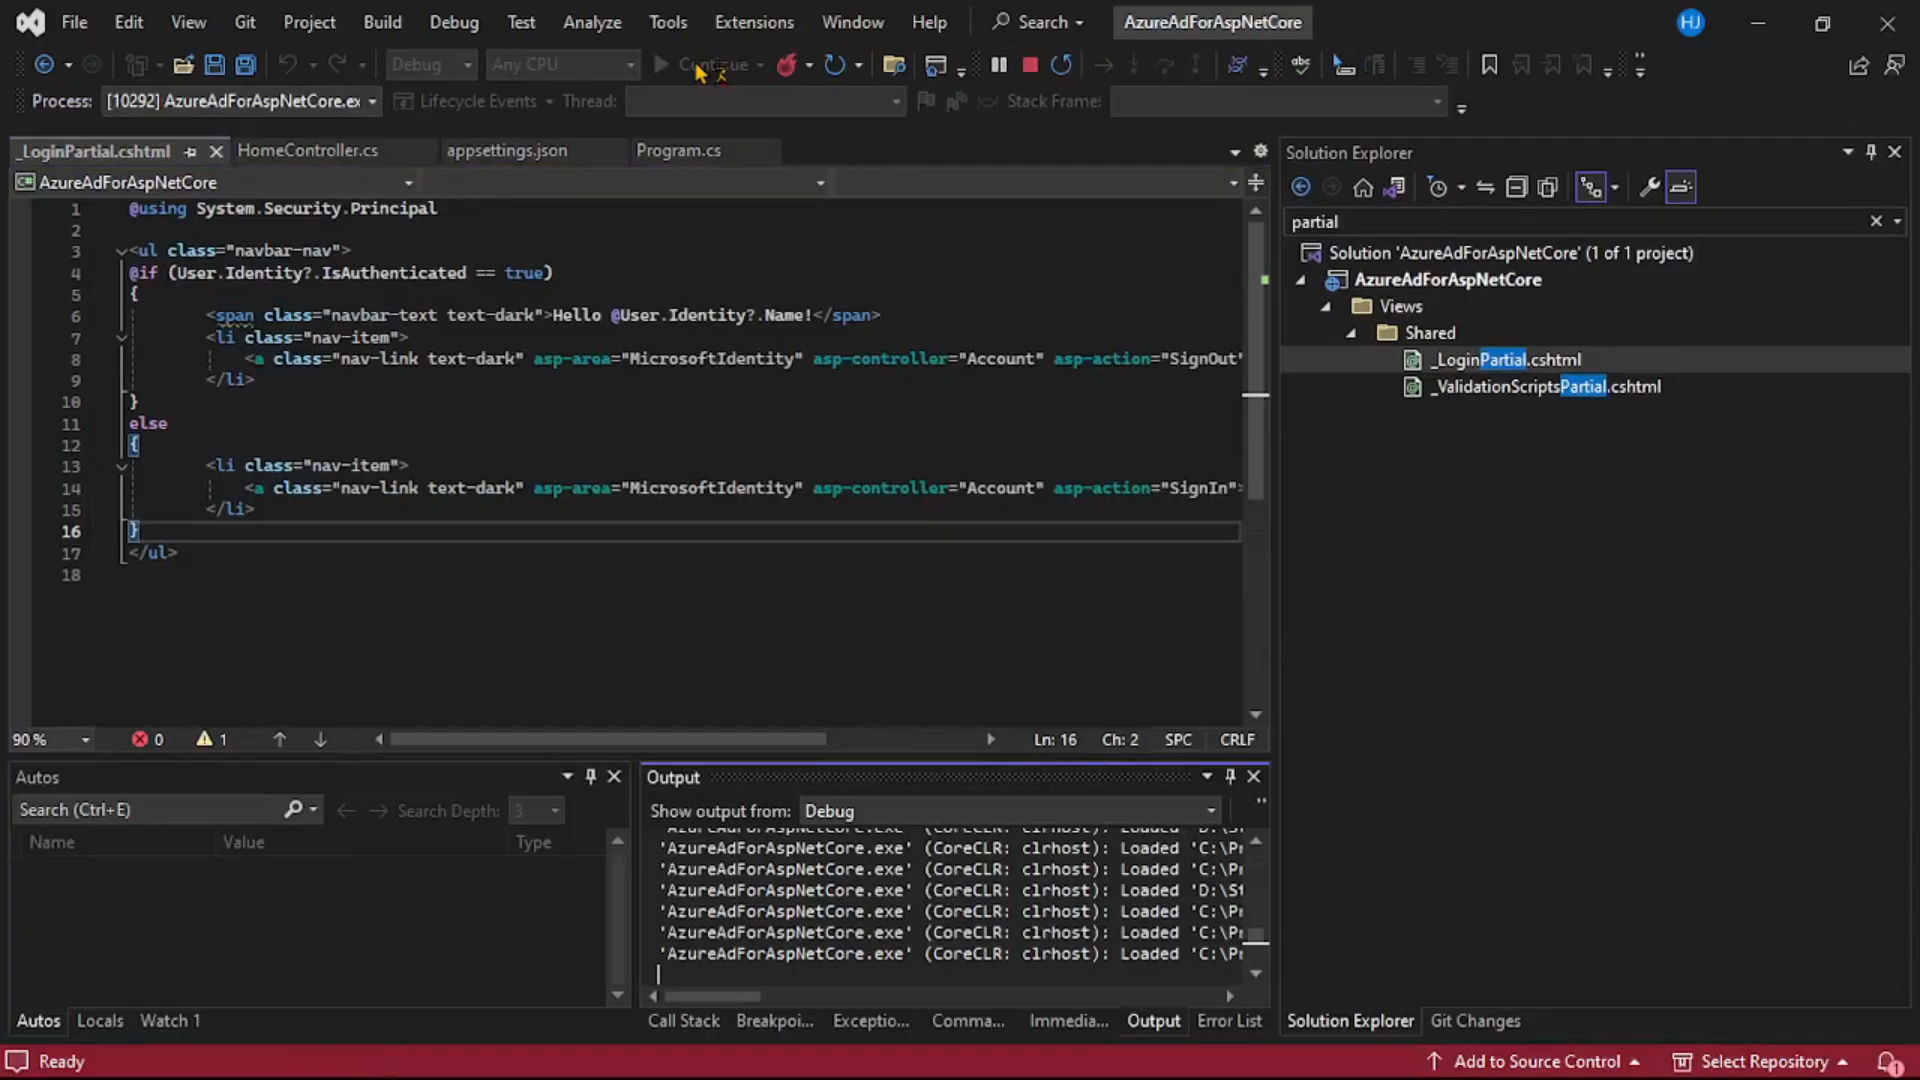 File Edit View Git Project Build Debug Test Analyze Tools Extensions Window Help Search AzureAdForAspNetCore HJ
Debug Any CPU Continue
Process: [10292] AzureAdForAspNetCore.ex Lifecycle Events Thread: Stack Frame:
_LoginPartial.cshtml HomeController.cs appsettings.json Program.cs
AzureAdForAspNetCore
1 @using System.Security.Principal
2
3 <ul class="navbar-nav">
4 @if (User.Identity?.IsAuthenticated == true)
5 {
6 <span class="navbar-text text-dark">Hello @User.Identity?.Name!</span>
7 <li class="nav-item">
8 <a class="nav-link text-dark" asp-area="MicrosoftIdentity" asp-controller="Account" asp-action="SignOut"
9 </li>
10 }
11 else
12 {
13 <li class="nav-item">
14 <a class="nav-link text-dark" asp-area="MicrosoftIdentity" asp-controller="Account" asp-action="SignIn">
15 </li>
16 }
17 </ul>
18
90 % 0 1 Ln: 16 Ch: 2 SPC CRLF
Solution Explorer
partial
Solution 'AzureAdForAspNetCore' (1 of 1 project)
AzureAdForAspNetCore
Views
Shared
_LoginPartial.cshtml
_ValidationScriptsPartial.cshtml
Autos
Search (Ctrl+E) Search Depth: 3
Name Value Type
Autos Locals Watch 1
Output
Show output from: Debug
'AzureAdForAspNetCore.exe' (CoreCLR: clrhost): Loaded 'D:\St
'AzureAdForAspNetCore.exe' (CoreCLR: clrhost): Loaded 'C:\Pr
'AzureAdForAspNetCore.exe' (CoreCLR: clrhost): Loaded 'C:\Pr
'AzureAdForAspNetCore.exe' (CoreCLR: clrhost): Loaded 'D:\St
'AzureAdForAspNetCore.exe' (CoreCLR: clrhost): Loaded 'C:\Pr
'AzureAdForAspNetCore.exe' (CoreCLR: clrhost): Loaded 'C:\Pr
'AzureAdForAspNetCore.exe' (CoreCLR: clrhost): Loaded 'C:\Pr
Call Stack Breakpoi... Exceptio... Comma... Immedia... Output Error List
Solution Explorer Git Changes
Ready Add to Source Control Select Repository 1